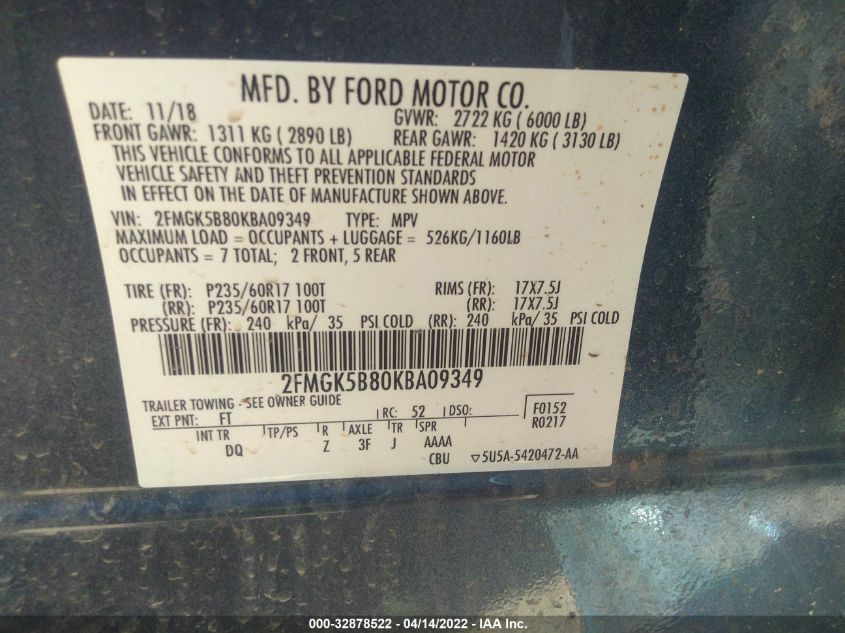 MFD. BY FORD MOTOR CO.
DATE: 11/18 GVWR: 2722 KG ( 6000 LB)
FRONT GAWR: 1311 KG ( 2890 LB) REAR GAWR: 1420 KG ( 3130 LB)
THIS VEHICLE CONFORMS TO ALL APPLICABLE FEDERAL MOTOR
VEHICLE SAFETY AND THEFT PREVENTION STANDARDS
IN EFFECT ON THE DATE OF MANUFACTURE SHOWN ABOVE.
VIN: 2FMGK5B80KBA09349 TYPE: MPV
MAXIMUM LOAD = OCCUPANTS + LUGGAGE = 526KG/1160LB
OCCUPANTS = 7 TOTAL; 2 FRONT, 5 REAR
TIRE (FR): P235/60R17 100T RIMS (FR): 17X7.5J
(RR): P235/60R17 100T (RR): 17X7.5J
PRESSURE (FR): 240 kPa/ 35 PSI COLD (RR): 240 kPa/ 35 PSI COLD
2FMGK5B80KBA09349
TRAILER TOWING - SEE OWNER GUIDE
EXT PNT: FT RC: 52 DSO: F0152
R0217
INT TR TP/PS R AXLE TR SPR
DQ Z 3F J AAAA
CBU ▽5U5A-5420472-AA
000-32878522 - 04/14/2022 - IAAI Inc.